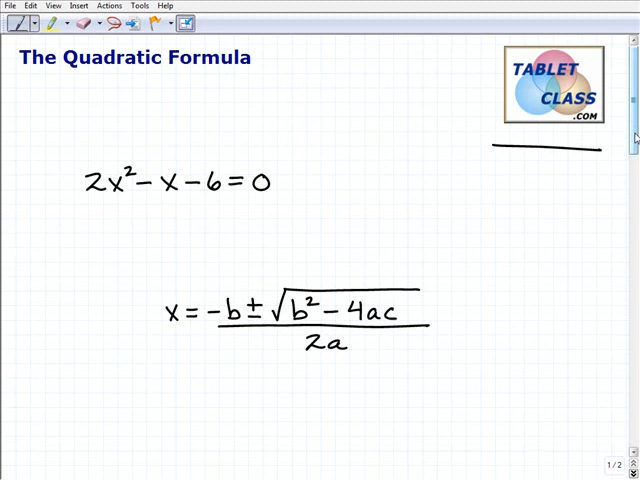 File Edit View Insert Actions Tools Help
The Quadratic Formula
TABLET
CLASS
.COM
2x² − x − 6 = 0
x = −b ± √b² − 4ac
2a
1/2